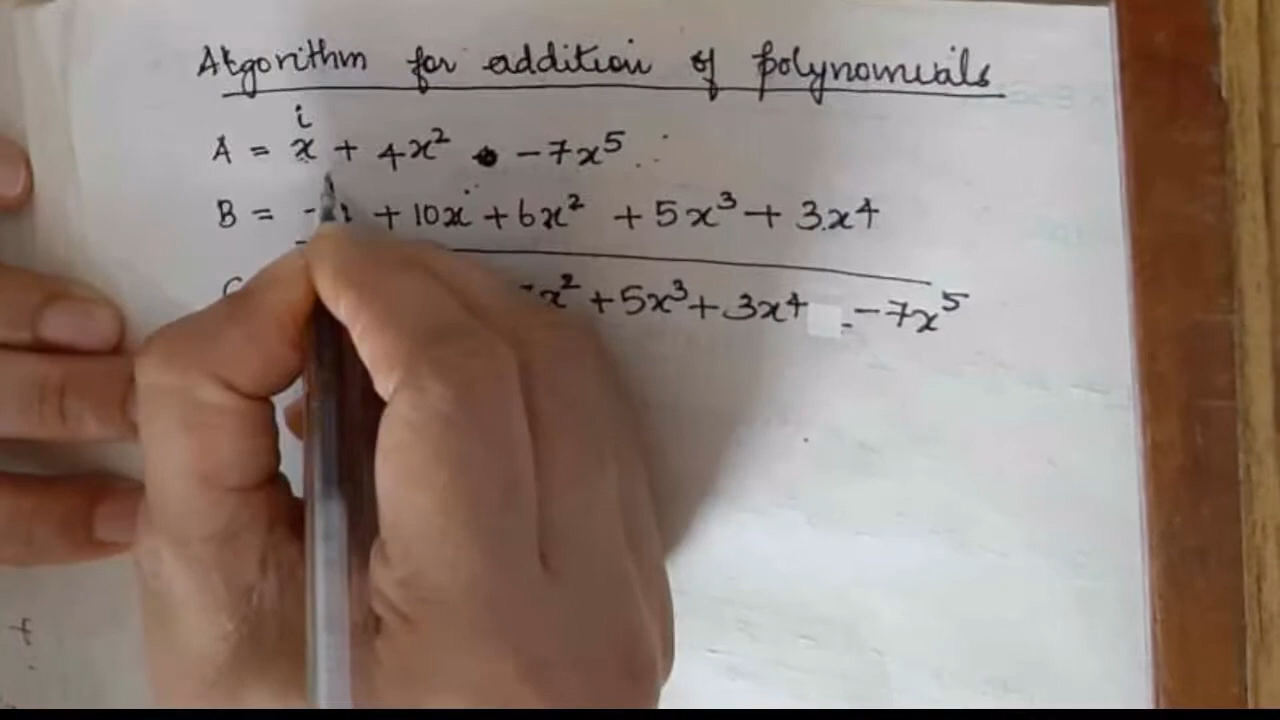 Algorithm for addition of polynomials
i
A = x + 4x² - 7x⁵
B = + 10x + 6x² + 5x³ + 3x⁴
x² + 5x³ + 3x⁴ - 7x⁵
+